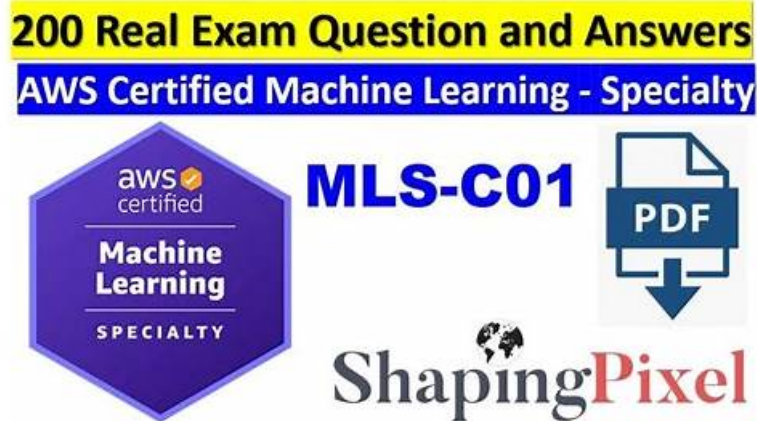 200 Real Exam Question and Answers
AWS Certified Machine Learning - Specialty
aws
certified
Machine
Learning
SPECIALTY
MLS-C01
PDF
ShapingPixel